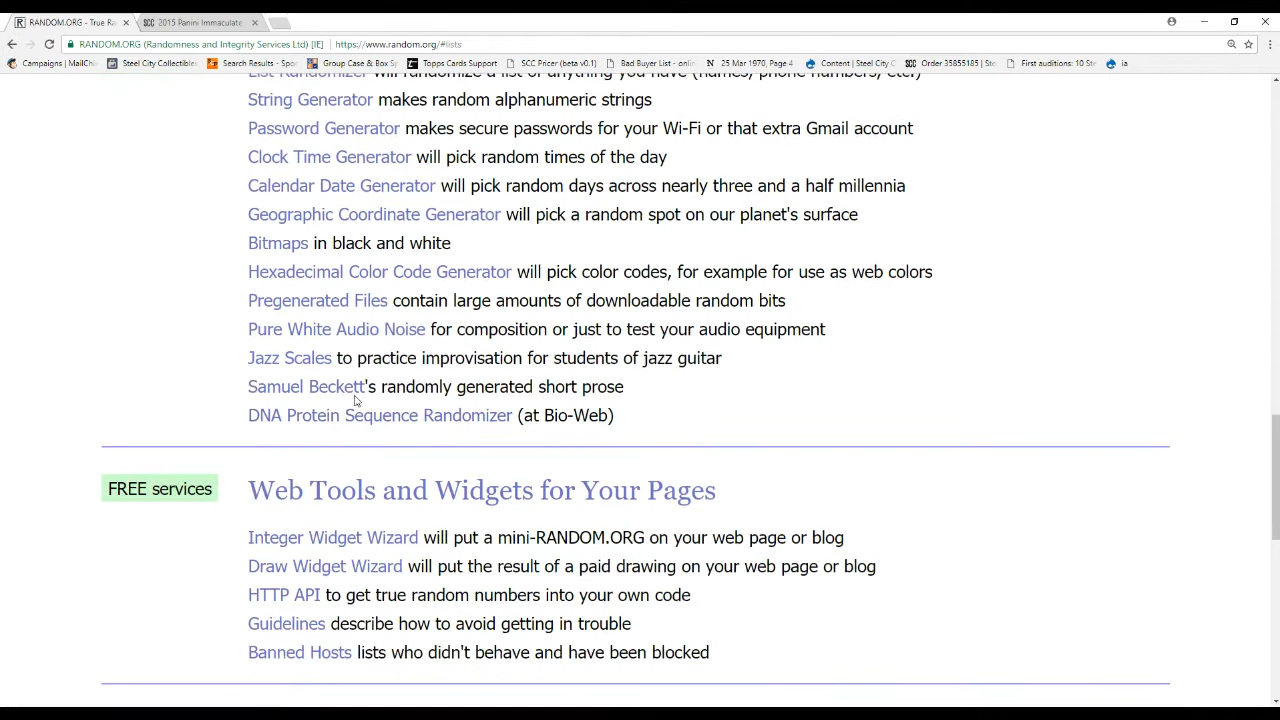 RANDOM.ORG - True Ra
2015 Panini Immaculate
RANDOM.ORG (Randomness and Integrity Services Ltd) [IE] https://www.random.org/#lists
Campaigns | MailChi Steel City Collectibles Search Results - Spo Group Case & Box S Topps Cards Support SCC Pricer (beta v0.1) Bad Buyer List - onlin 25 Mar 1970, Page 4 Content | Steel City C Order 35855185 | Ste First auditions: 10 St ia
List Randomizer will randomize a list of anything you have (names, phone numbers, etc.)
String Generator makes random alphanumeric strings
Password Generator makes secure passwords for your Wi-Fi or that extra Gmail account
Clock Time Generator will pick random times of the day
Calendar Date Generator will pick random days across nearly three and a half millennia
Geographic Coordinate Generator will pick a random spot on our planet's surface
Bitmaps in black and white
Hexadecimal Color Code Generator will pick color codes, for example for use as web colors
Pregenerated Files contain large amounts of downloadable random bits
Pure White Audio Noise for composition or just to test your audio equipment
Jazz Scales to practice improvisation for students of jazz guitar
Samuel Beckett's randomly generated short prose
DNA Protein Sequence Randomizer (at Bio-Web)
FREE services
Web Tools and Widgets for Your Pages
Integer Widget Wizard will put a mini-RANDOM.ORG on your web page or blog
Draw Widget Wizard will put the result of a paid drawing on your web page or blog
HTTP API to get true random numbers into your own code
Guidelines describe how to avoid getting in trouble
Banned Hosts lists who didn't behave and have been blocked